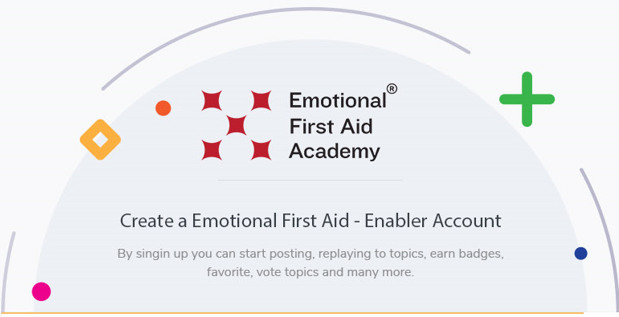 Emotional®
First Aid
Academy
Create a Emotional First Aid - Enabler Account
By singin up you can start posting, replaying to topics, earn badges,
favorite, vote topics and many more.